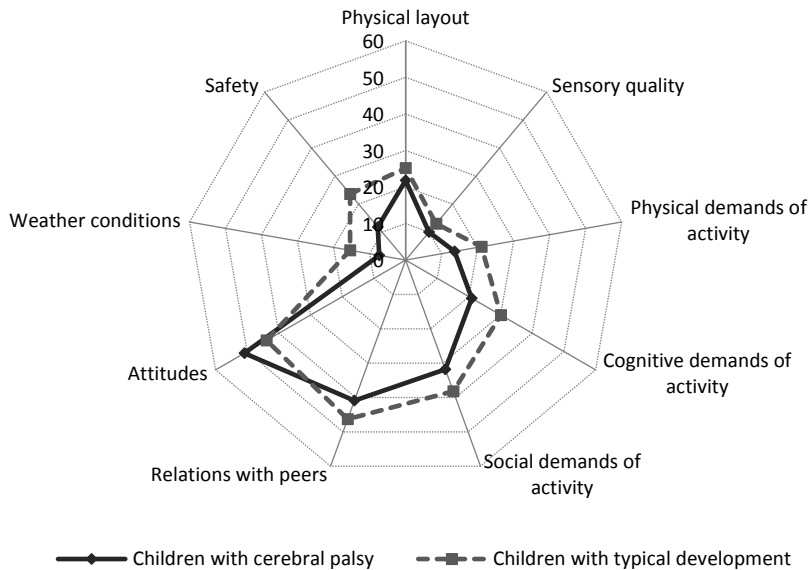 Physical layout
60
50
40
30
20
10
0
Sensory quality
Physical demands of
activity
Cognitive demands of
activity
Social demands of
activity
Relations with peers
Attitudes
Weather conditions
Safety
Children with cerebral palsy
Children with typical development